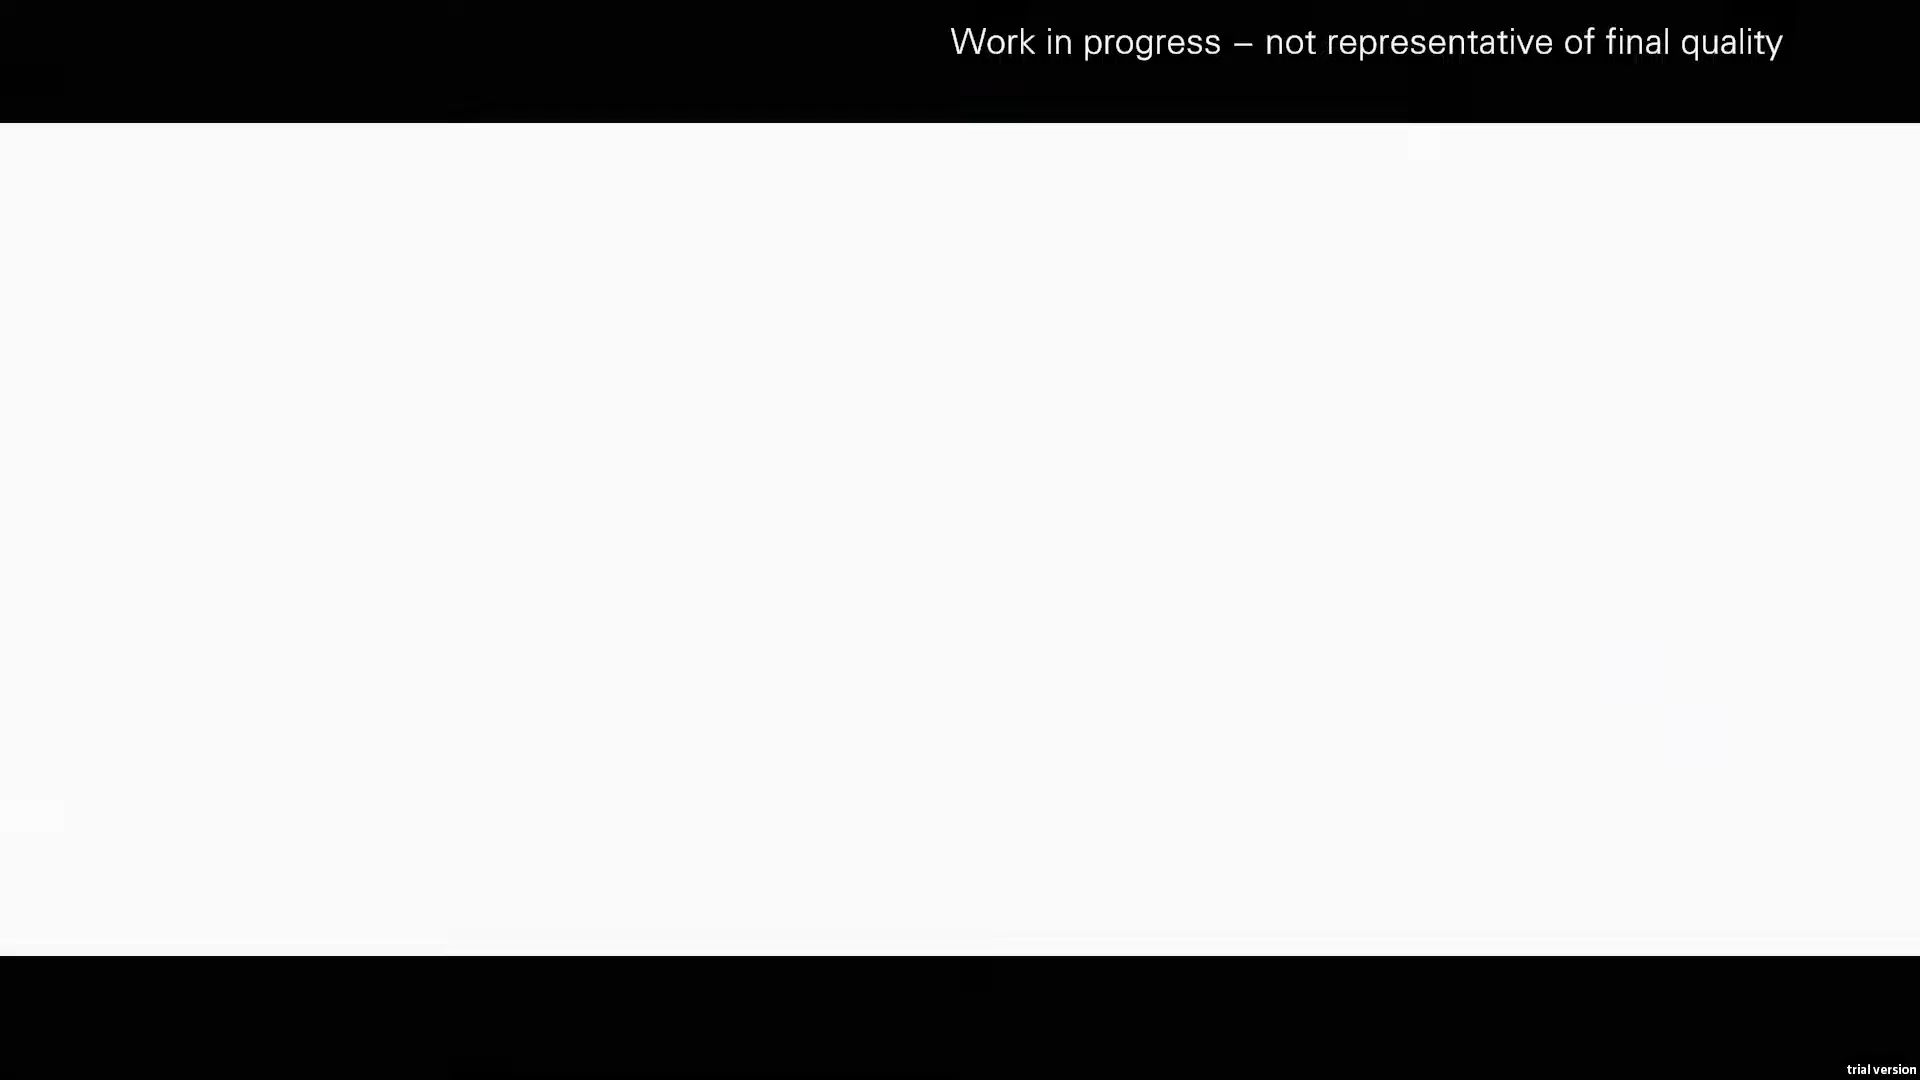 Work in progress – not representative of final quality
trial version